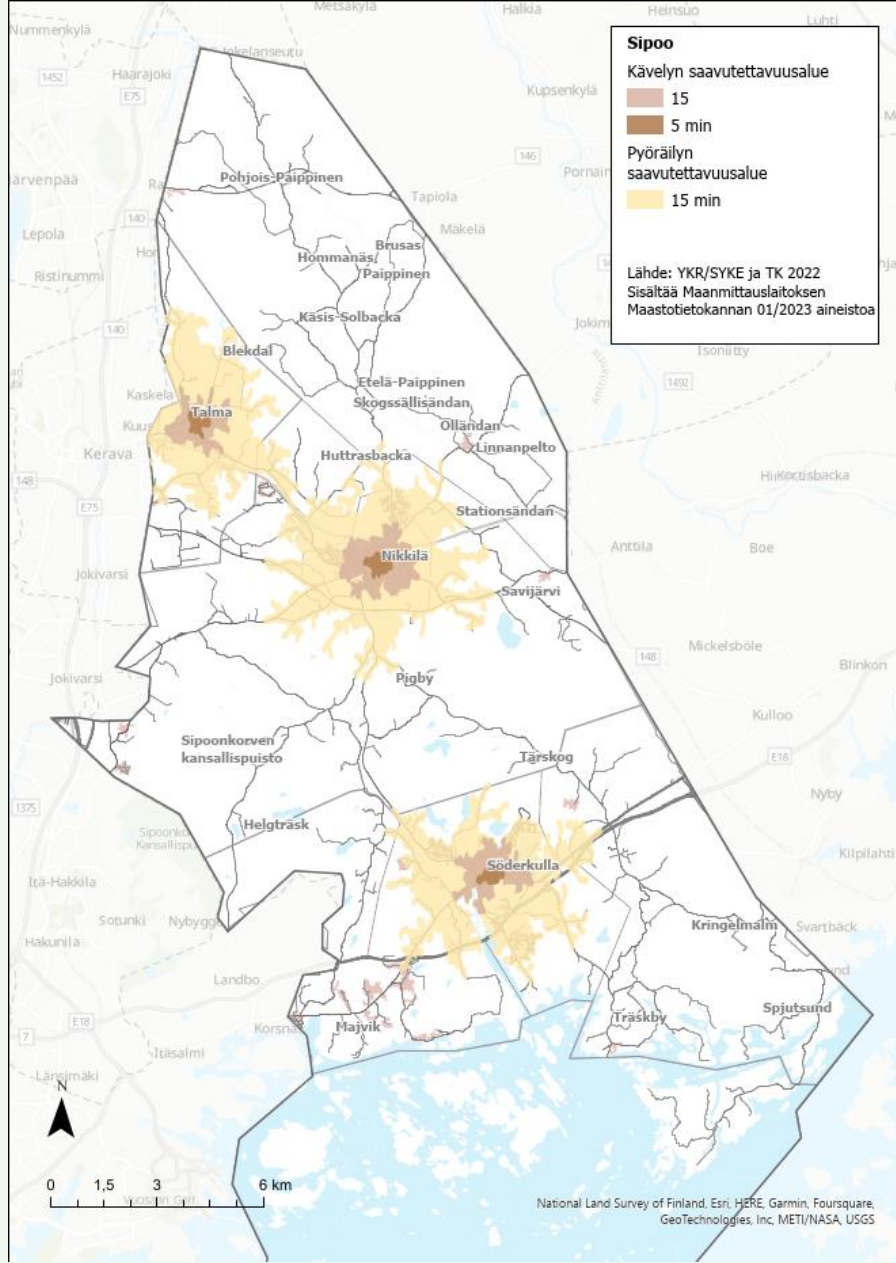 Metsäkylä
Halkia
Heinsuo
Luhti
Nummenkylä
Jokelanseutu
1452
Haarajoki
E75
Kupsenkylä
146
Pornain
Tapiola
Mäkelä
140
Lepola
Ristinummi
140
Kaskela
Kerava
148
E75
Jokivarsi
Jokivarsi
1375
Itä-Hakkila
Sotunki
Hakunila
Landbo
E18
Korsnäs
7
Itäsalmi
Länsimäki
Isoniitty
1492
Anttila
Boe
Mickelsböle
148
Blinkon
Kulloo
E18
Nyby
Kilpilahti
Svartbäck
Sipoo
Kävelyn saavutettavuusalue
15
5 min
Pyöräilyn
saavutettavuusalue
15 min
Lähde: YKR/SYKE ja TK 2022
Sisältää Maanmittauslaitoksen
Maastotietokannan 01/2023 aineistoa
Pohjois-Paippinen
Brusas
Hommanäs
Paippinen
Käsis-Solbacka
Blekdal
Etelä-Paippinen
Skogssällisändan
Talma
Ollandan
Linnanpelto
Huttrasbacka
Stationsändan
Nikkilä
Savijärvi
Pigby
Sipoonkorven
kansallispuisto
Tärskog
Helgträsk
Söderkulla
Kringelmalm
Spjutsund
Träskby
Majvik
N
0 1,5 3 6 km
National Land Survey of Finland, Esri, HERE, Garmin, Foursquare,
GeoTechnologies, Inc, METI/NASA, USGS